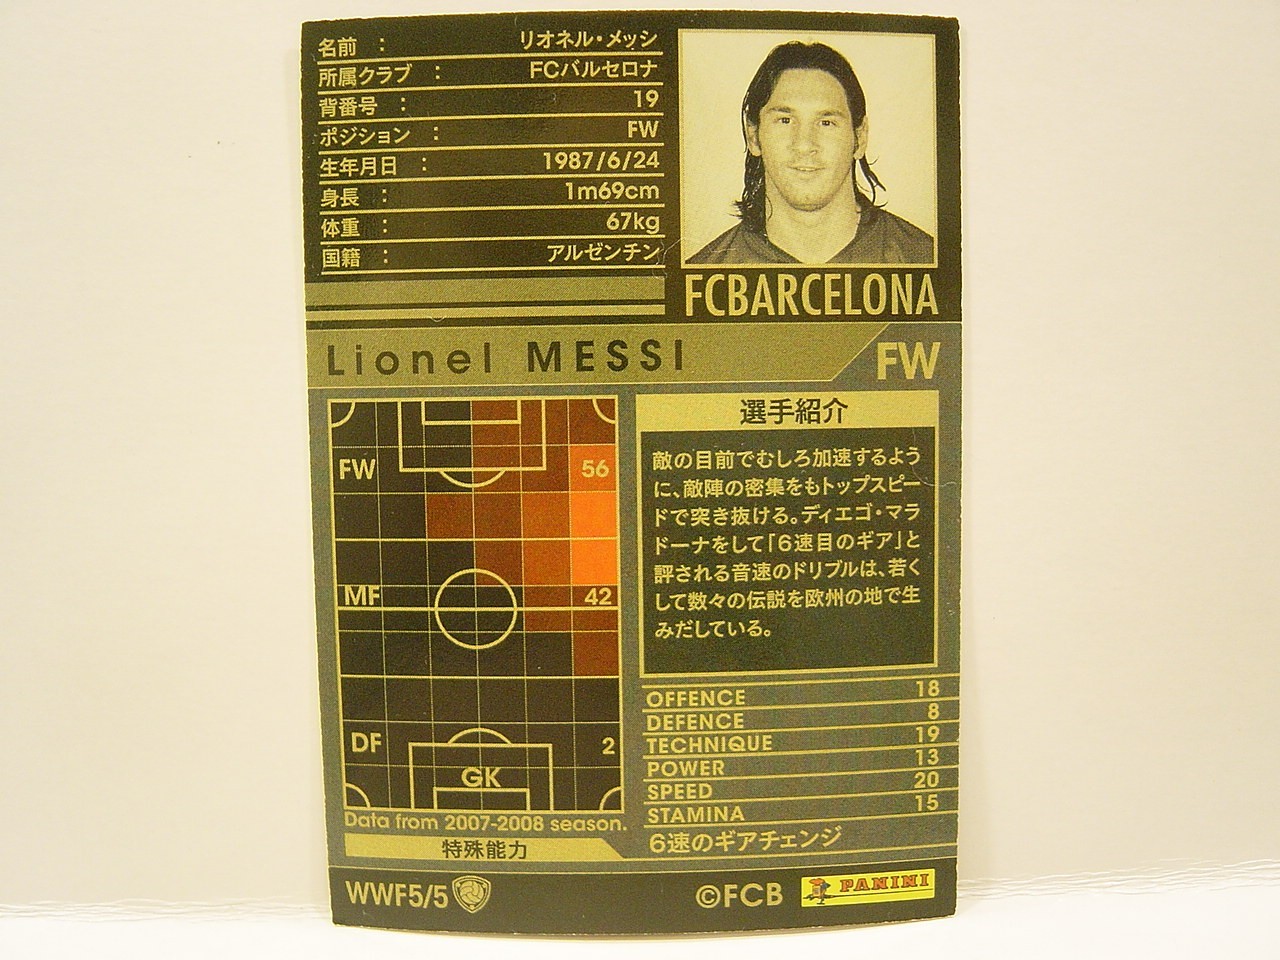 名前 : リオネル・メッシ
所属クラブ : FCバルセロナ
背番号 : 19
ポジション : FW
生年月日 : 1987/6/24
身長 : 1m69cm
体重 : 67kg
国籍 : アルゼンチン
FCBARCELONA
Lionel MESSI
FW
FW 56
MF 42
DF 2
GK
Data from 2007-2008 season.
選手紹介
敵の目前でむしろ加速するよう
に、敵陣の密集をもトップスピー
ドで突き抜ける。ディエゴ・マラ
ドーナをして「6速目のギア」と
評される音速のドリブルは、若く
して数々の伝説を欧州の地で生
みだしている。
OFFENCE 18
DEFENCE 8
TECHNIQUE 19
POWER 13
SPEED 20
STAMINA 15
特殊能力
6速のギアチェンジ
WWF5/5
©FCB
PANINI